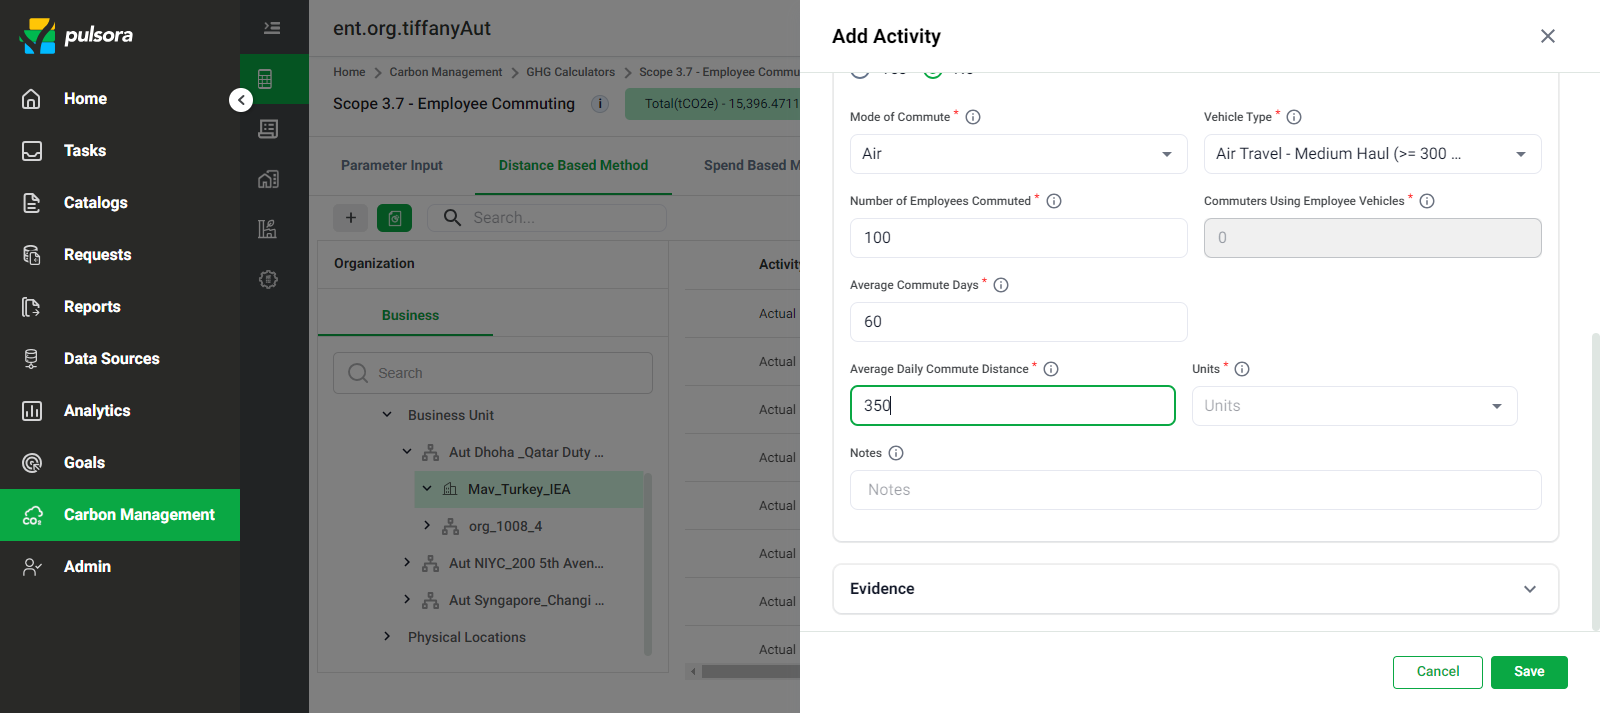 pulsora
Home
Tasks
Catalogs
Requests
Reports
Data Sources
Analytics
Goals
Carbon Management
Admin
ent.org.tiffanyAut
Home > Carbon Management > GHG Calculators > Scope 3.7 - Employee Commu
Scope 3.7 - Employee Commuting
Total(tCO2e) - 15,396.4711
Parameter Input
Distance Based Method
Spend Based M
Search...
Organization
Activity
Business
Search
Business Unit
Aut Dhoha _Qatar Duty ...
Mav_Turkey_IEA
org_1008_4
Aut NIYC_200 5th Aven...
Aut Syngapore_Changi ...
Physical Locations
Actual
Actual
Actual
Actual
Actual
Actual
Actual
Actual
Add Activity
Mode of Commute *
Vehicle Type *
Air
Air Travel - Medium Haul (>= 300 ...
Number of Employees Commuted *
Commuters Using Employee Vehicles *
100
0
Average Commute Days *
60
Average Daily Commute Distance *
Units *
350
Units
Notes
Notes
Evidence
Cancel
Save